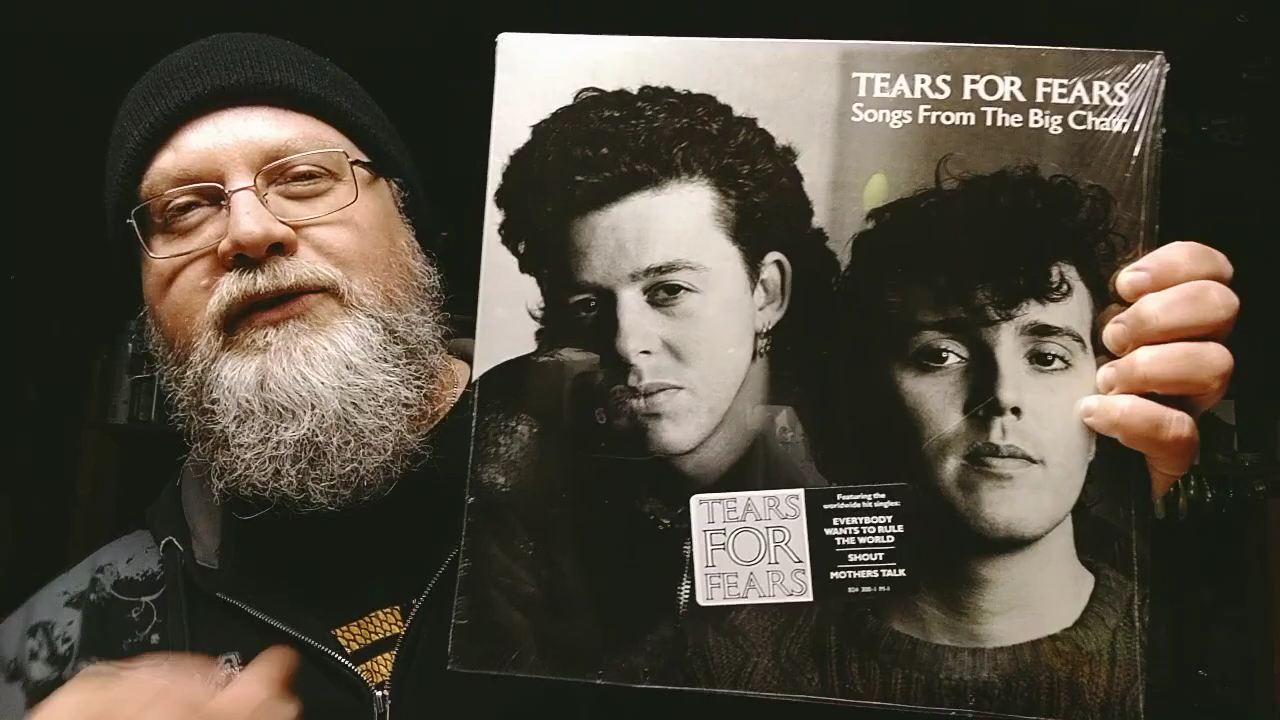 TEARS FOR FEARS
Songs From The Big Chair
TEARS
FOR
FEARS
Featuring the
worldwide hit singles:
EVERYBODY
WANTS TO RULE
THE WORLD
SHOUT
MOTHERS TALK